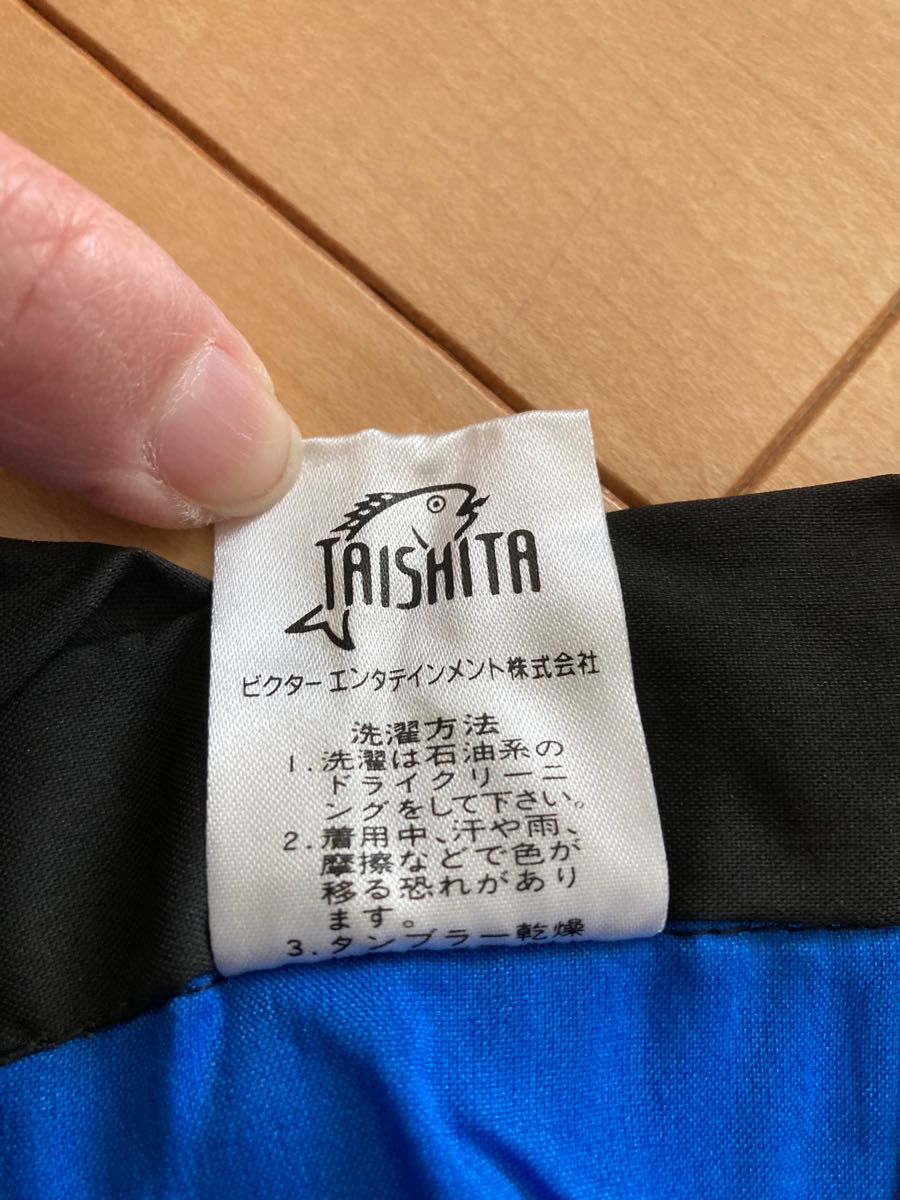 TAISHITA
ビクターエンタテインメント株式会社
洗濯方法
1. 洗濯は石油系の
ドライクリーニ
ングをして下さい。
2. 着用中、汗や雨、
摩擦などで色が
移る恐れがあり
ます。
3. タンブラー乾燥